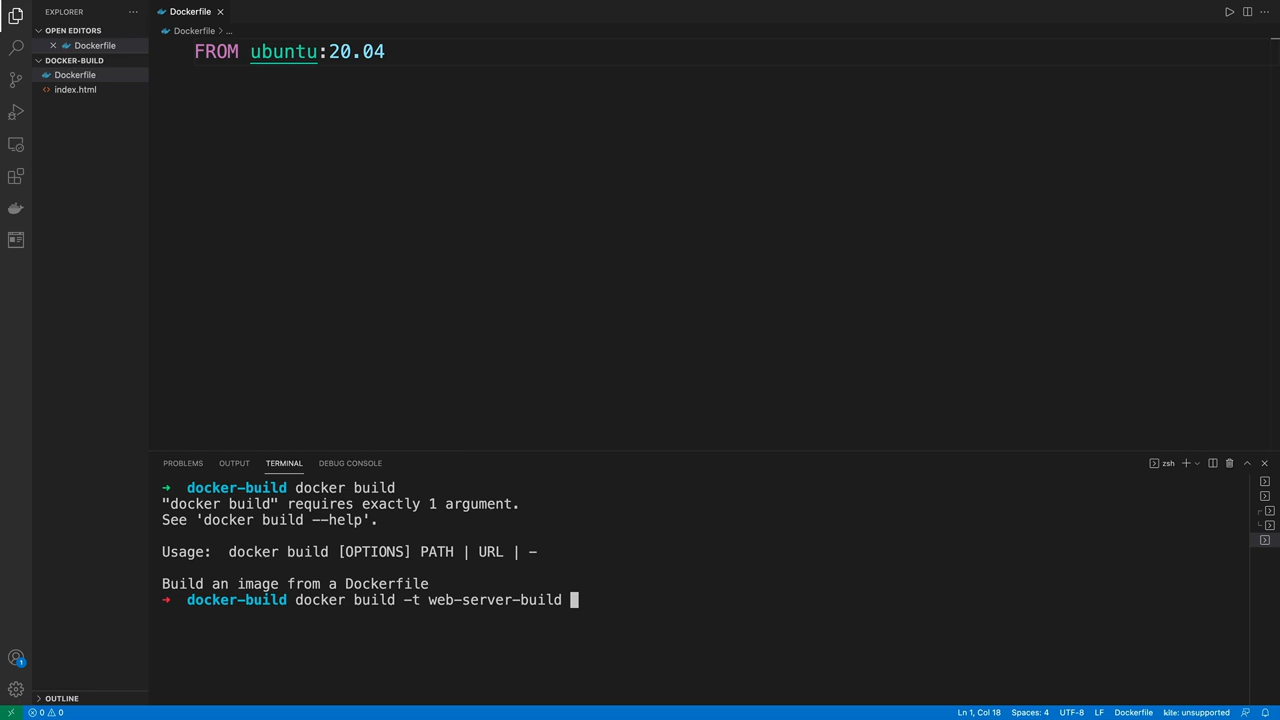 EXPLORER
OPEN EDITORS
Dockerfile
DOCKER-BUILD
Dockerfile
index.html
OUTLINE
Dockerfile
Dockerfile > ...
FROM ubuntu:20.04
PROBLEMS OUTPUT TERMINAL DEBUG CONSOLE
zsh
➜ docker-build docker build
"docker build" requires exactly 1 argument.
See 'docker build --help'.
Usage: docker build [OPTIONS] PATH | URL | -
Build an image from a Dockerfile
➜ docker-build docker build -t web-server-build
1
0 0 Ln 1, Col 18 Spaces: 4 UTF-8 LF Dockerfile kite: unsupported